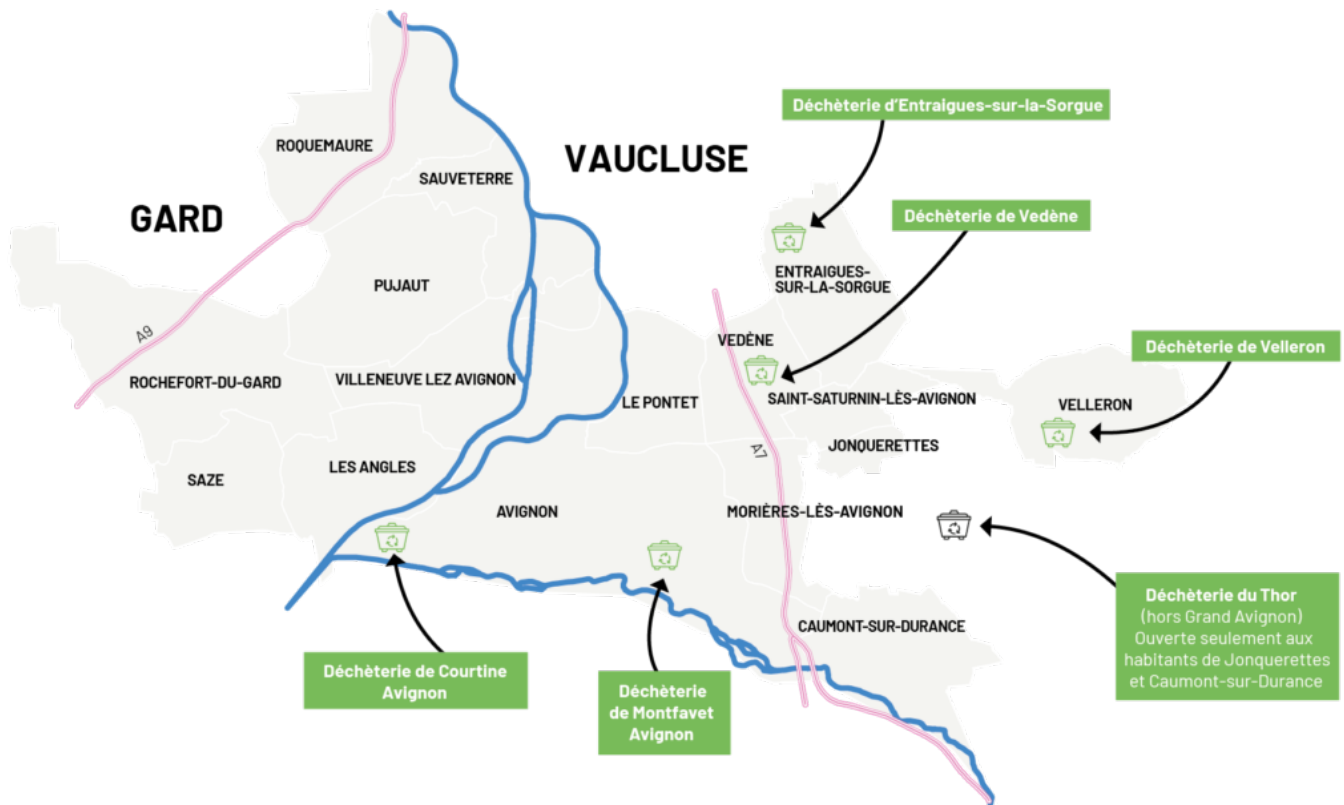 Déchèterie d'Entraigues-sur-la-Sorgue
ROQUEMAURE
VAUCLUSE
SAUVETERRE
GARD
Déchèterie de Vedène
ENTRAIGUES-
SUR-LA-SORGUE
PUJAUT
A9
VEDÈNE
Déchèterie de Velleron
ROCHEFORT-DU-GARD
VILLENEUVE LEZ AVIGNON
LE PONTET
SAINT-SATURNIN-LÈS-AVIGNON
VELLERON
JONQUERETTES
A7
LES ANGLES
SAZE
AVIGNON
MORIÈRES-LÈS-AVIGNON
Déchèterie du Thor
(hors Grand Avignon)
Ouverte seulement aux
habitants de Jonquerettes
et Caumont-sur-Durance
CAUMONT-SUR-DURANCE
Déchèterie de Courtine
Avignon
Déchèterie
de Montfavet
Avignon